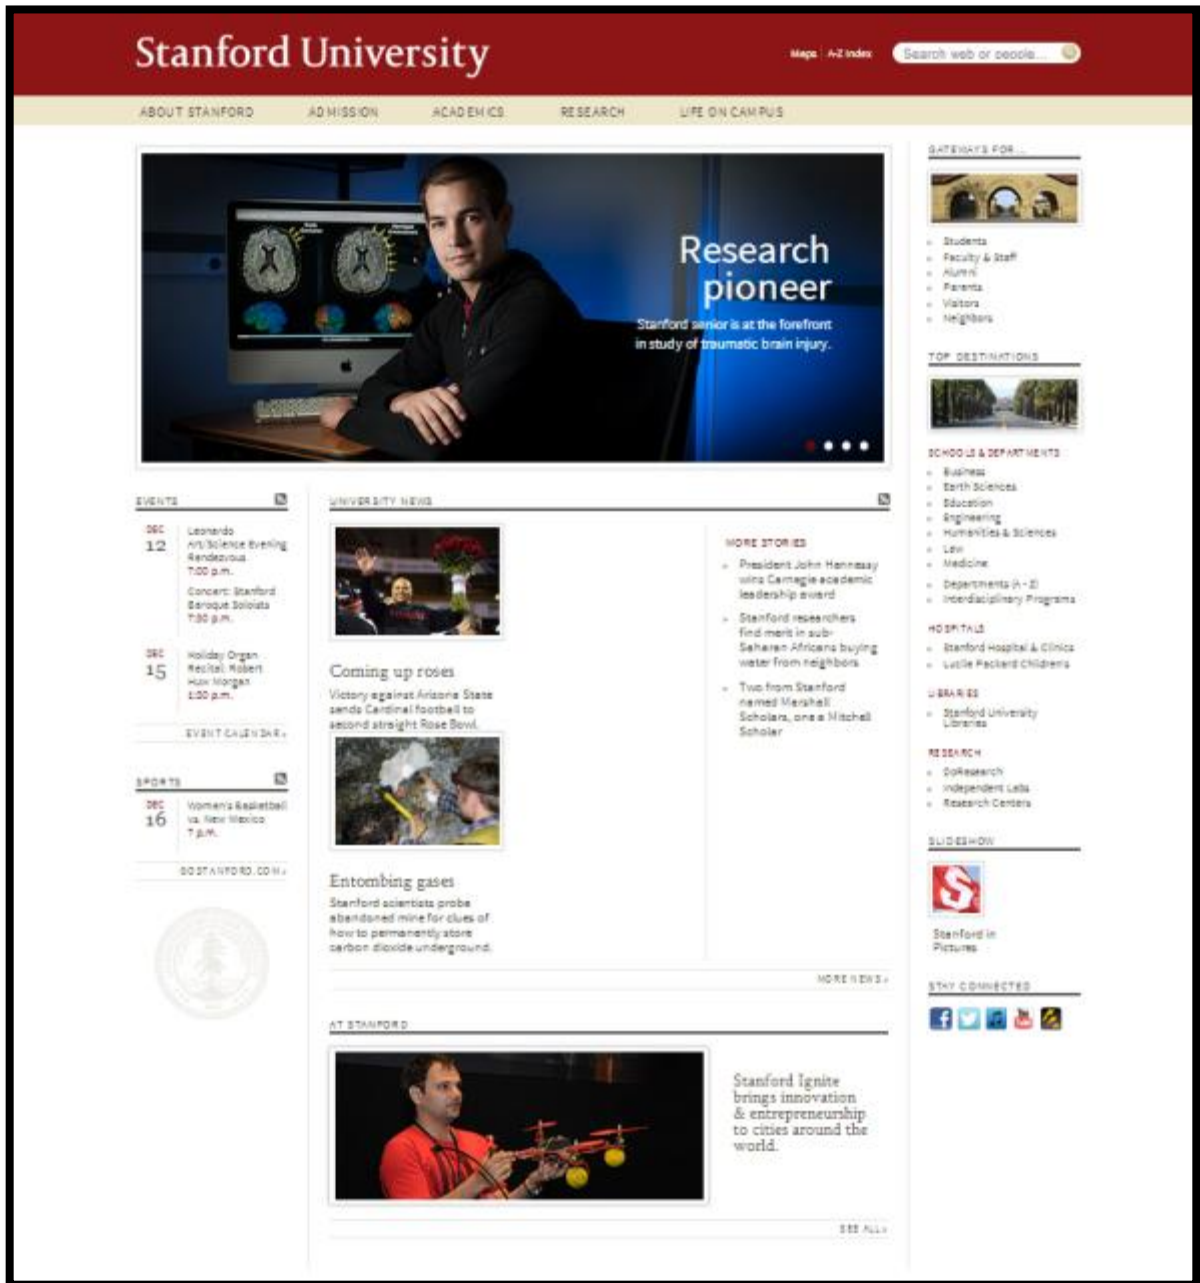 Stanford University
Maps
A-Z Index
Search web or people...
ABOUT STANFORD
ADMISSION
ACADEMICS
RESEARCH
LIFE ON CAMPUS
Research
pioneer
Stanford senior is at the forefront
in study of traumatic brain injury.
EVENTS
DEC
12
Leonardo
Art/Science Evening
Rendezvous
7:00 p.m.
Concert: Stanford
Baroque Soloists
7:30 p.m.
DEC
15
Holiday Organ
Recital: Robert
Huw Morgan
1:30 p.m.
EVENT CALENDAR »
SPORTS
DEC
16
Women's Basketball
vs. New Mexico
7 p.m.
GOSTANFORD.COM »
UNIVERSITY NEWS
Coming up roses
Victory against Arizona State
sends Cardinal football to
second straight Rose Bowl.
Entombing gases
Stanford scientists probe
abandoned mine for clues of
how to permanently store
carbon dioxide underground.
MORE STORIES
President John Hennessy
wins Carnegie academic
leadership award
Stanford researchers
find merit in sub-
Saharan Africans buying
water from neighbors
Two from Stanford
named Marshall
Scholars, one a Mitchell
Scholar
MORE NEWS »
AT STANFORD
Stanford Ignite
brings innovation
& entrepreneurship
to cities around the
world.
SEE ALL »
GATEWAYS FOR...
Students
Faculty & Staff
Alumni
Parents
Visitors
Neighbors
TOP DESTINATIONS
SCHOOLS & DEPARTMENTS
Business
Earth Sciences
Education
Engineering
Humanities & Sciences
Law
Medicine
Departments (A - Z)
Interdisciplinary Programs
HOSPITALS
Stanford Hospital & Clinics
Lucile Packard Children's
LIBRARIES
Stanford University
Libraries
RESEARCH
DoResearch
Independent Labs
Research Centers
SLIDESHOW
S
Stanford in
Pictures
STAY CONNECTED